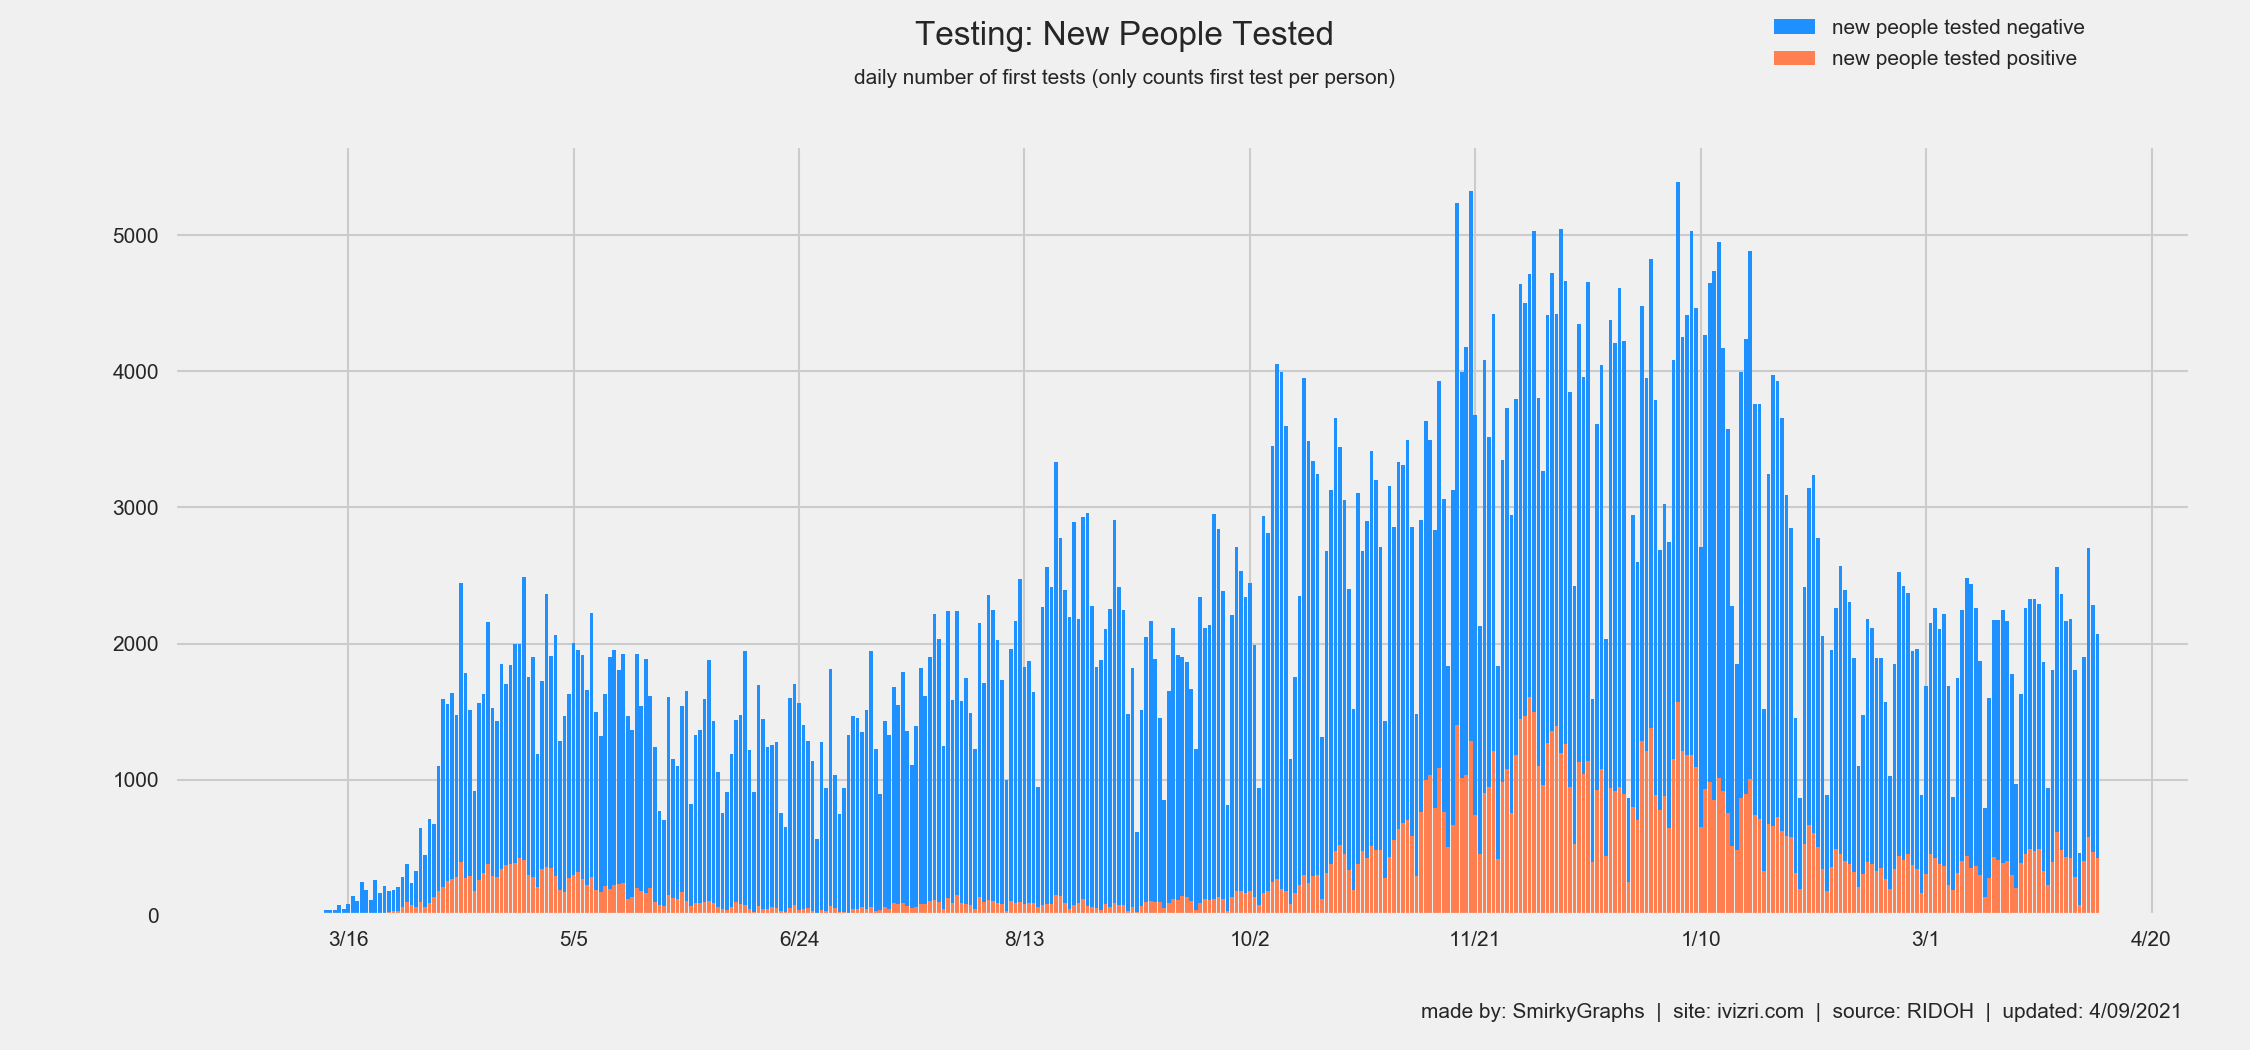 Testing: New People Tested
daily number of first tests (only counts first test per person)
new people tested negative
new people tested positive
5000
4000
3000
2000
1000
0
3/16 5/5 6/24 8/13 10/2 11/21 1/10 3/1 4/20
made by: SmirkyGraphs | site: ivizri.com | source: RIDOH | updated: 4/09/2021